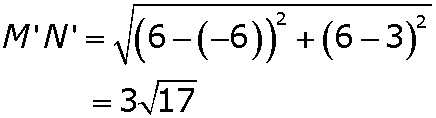 M'N' = √((6 − (−6))² + (6 − 3)²)
= 3√17